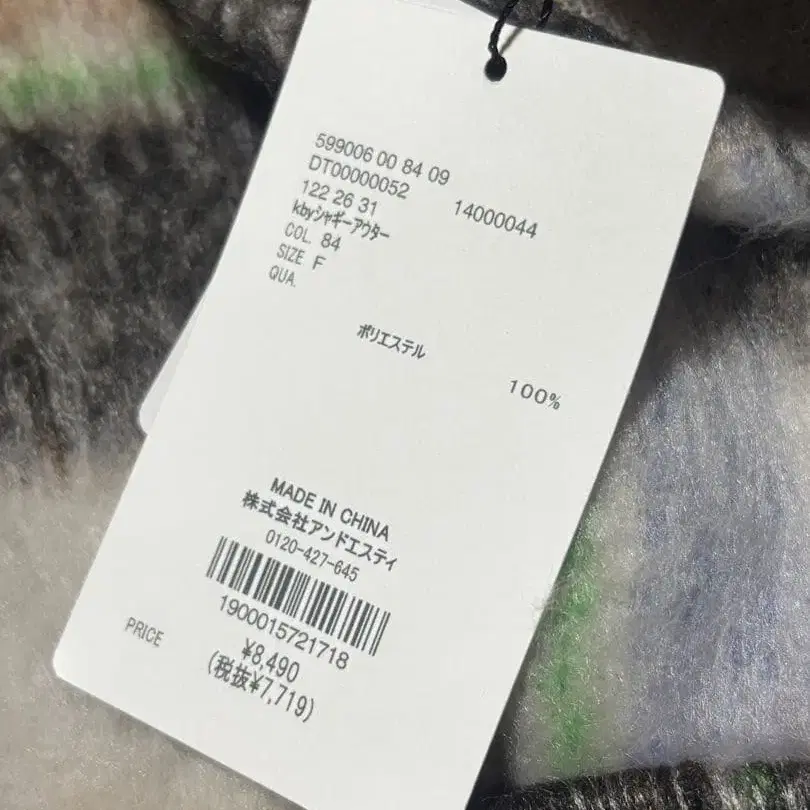 599006 00 84 09
DT00000052 14000044
122 26 31
kbyシャギーアウター
COL. 84
SIZE F
QUA.
ポリエステル 100%
MADE IN CHINA
株式会社アンドエスティ
0120-427-645
1900015721718
PRICE ¥8,490
(税抜¥7,719)